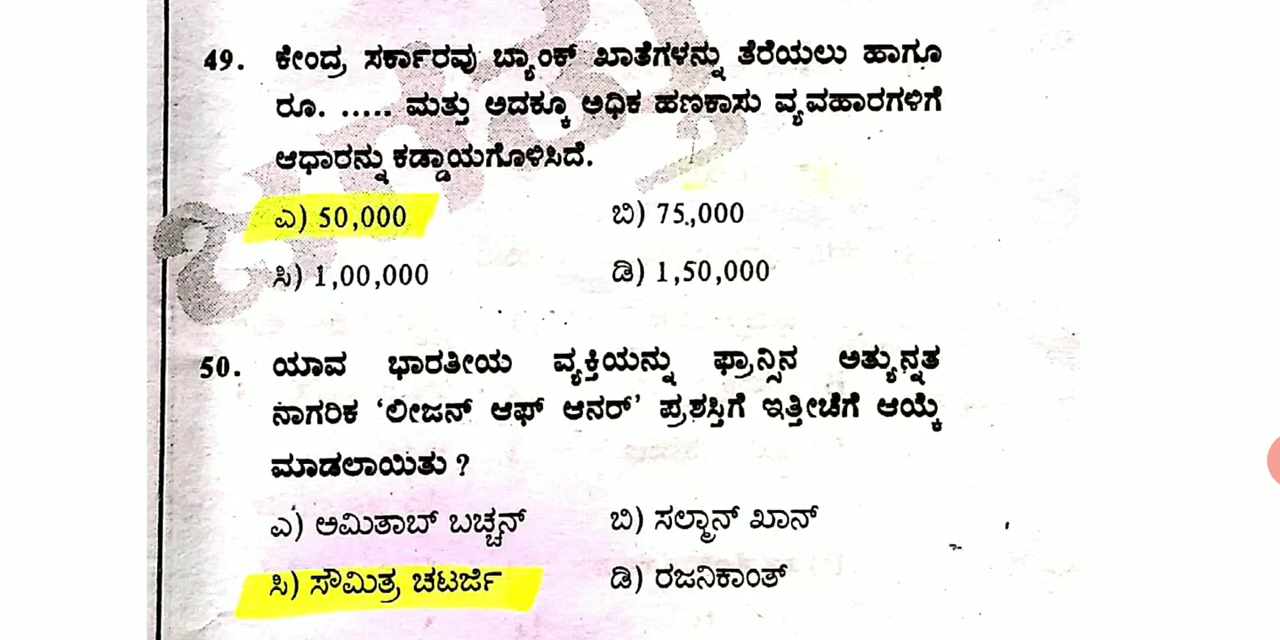 49. ಕೇಂದ್ರ ಸರ್ಕಾರವು ಬ್ಯಾಂಕ್ ಖಾತೆಗಳನ್ನು ತೆರೆಯಲು ಹಾಗೂ
ರೂ. ..... ಮತ್ತು ಅದಕ್ಕೂ ಅಧಿಕ ಹಣಕಾಸು ವ್ಯವಹಾರಗಳಿಗೆ
ಆಧಾರನ್ನು ಕಡ್ಡಾಯಗೊಳಿಸಿದೆ.
ಎ) 50,000 ಬಿ) 75,000
ಸಿ) 1,00,000 ಡಿ) 1,50,000
50. ಯಾವ ಭಾರತೀಯ ವ್ಯಕ್ತಿಯನ್ನು ಫ್ರಾನ್ಸಿನ ಅತ್ಯುನ್ನತ
ನಾಗರಿಕ ‘ಲೀಜನ್ ಆಫ್ ಆನರ್’ ಪ್ರಶಸ್ತಿಗೆ ಇತ್ತೀಚೆಗೆ ಆಯ್ಕೆ
ಮಾಡಲಾಯಿತು ?
ಎ) ಅಮಿತಾಬ್ ಬಚ್ಚನ್ ಬಿ) ಸಲ್ಮಾನ್ ಖಾನ್
ಸಿ) ಸೌಮಿತ್ರ ಚಟರ್ಜಿ ಡಿ) ರಜನಿಕಾಂತ್